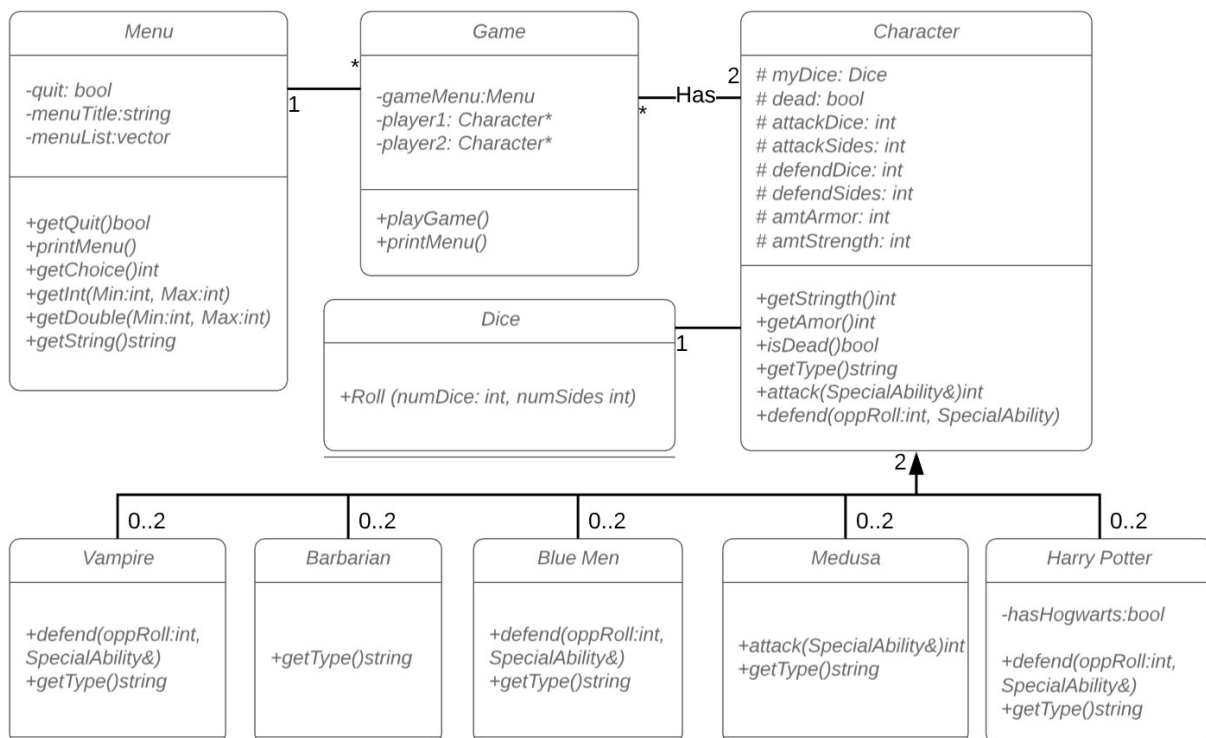 Menu
-quit: bool
-menuTitle:string
-menuList:vector
+getQuit()bool
+printMenu()
+getChoice()int
+getInt(Min:int, Max:int)
+getDouble(Min:int, Max:int)
+getString()string
1
*
Game
-gameMenu:Menu
-player1: Character*
-player2: Character*
+playGame()
+printMenu()
*
Has
2
Character
# myDice: Dice
# dead: bool
# attackDice: int
# attackSides: int
# defendDice: int
# defendSides: int
# amtArmor: int
# amtStrength: int
+getStringth()int
+getAmor()int
+isDead()bool
+getType()string
+attack(SpecialAbility&)int
+defend(oppRoll:int, SpecialAbility)
Dice
+Roll (numDice: int, numSides int)
1
2
0..2
0..2
0..2
0..2
0..2
Vampire
+defend(oppRoll:int,
SpecialAbility&)
+getType()string
Barbarian
+getType()string
Blue Men
+defend(oppRoll:int,
SpecialAbility&)
+getType()string
Medusa
+attack(SpecialAbility&)int
+getType()string
Harry Potter
-hasHogwarts:bool
+defend(oppRoll:int,
SpecialAbility&)
+getType()string